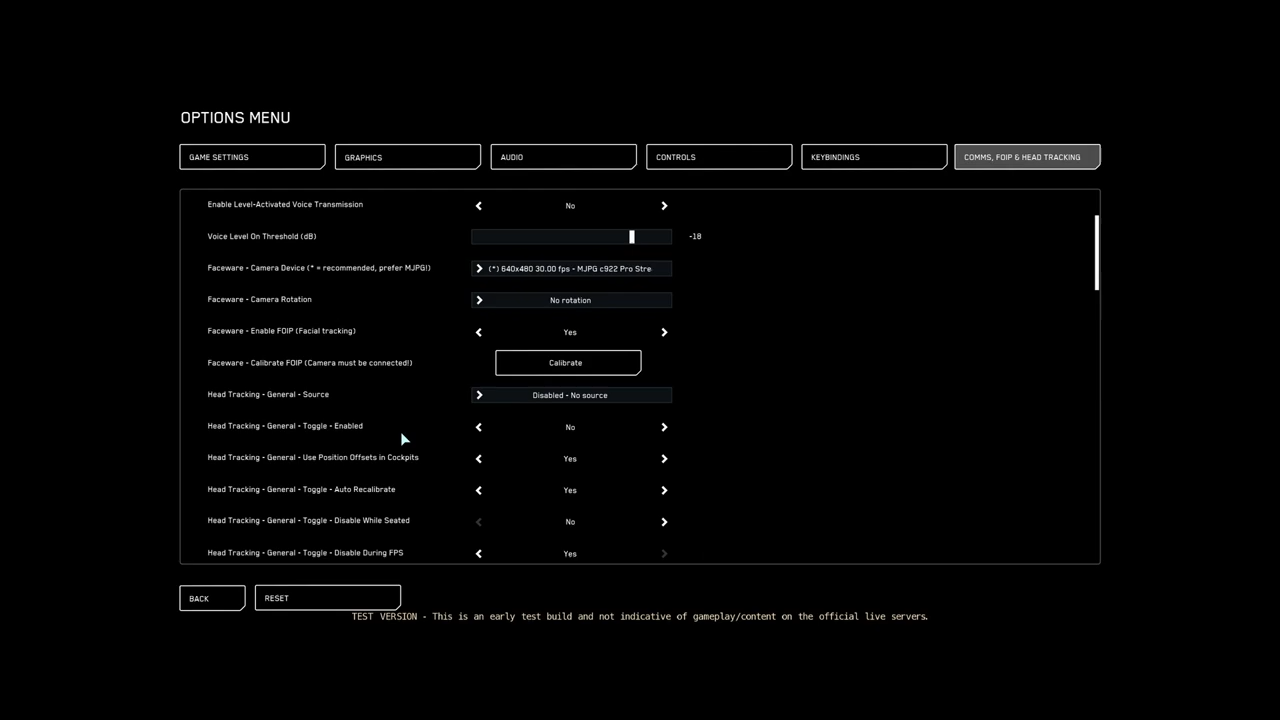 OPTIONS MENU
GAME SETTINGS
GRAPHICS
AUDIO
CONTROLS
KEYBINDINGS
COMMS, FOIP & HEAD TRACKING
Enable Level-Activated Voice Transmission
No
Voice Level On Threshold (dB)
-18
Faceware - Camera Device (* = recommended, prefer MJPG!)
(*) 640x480 30.00 fps - MJPG c922 Pro Stre
Faceware - Camera Rotation
No rotation
Faceware - Enable FOIP (Facial tracking)
Yes
Faceware - Calibrate FOIP (Camera must be connected!)
Calibrate
Head Tracking - General - Source
Disabled - No source
Head Tracking - General - Toggle - Enabled
No
Head Tracking - General - Use Position Offsets in Cockpits
Yes
Head Tracking - General - Toggle - Auto Recalibrate
Yes
Head Tracking - General - Toggle - Disable While Seated
No
Head Tracking - General - Toggle - Disable During FPS
Yes
BACK
RESET
TEST VERSION - This is an early test build and not indicative of gameplay/content on the official live servers.